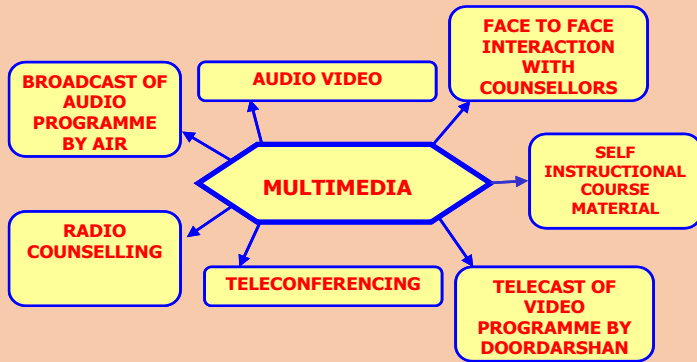 FACE TO FACE
INTERACTION
WITH
COUNSELLORS
AUDIO VIDEO
BROADCAST OF
AUDIO
PROGRAMME
BY AIR
MULTIMEDIA
SELF
INSTRUCTIONAL
COURSE
MATERIAL
RADIO
COUNSELLING
TELECONFERENCING
TELECAST OF
VIDEO
PROGRAMME BY
DOORDARSHAN